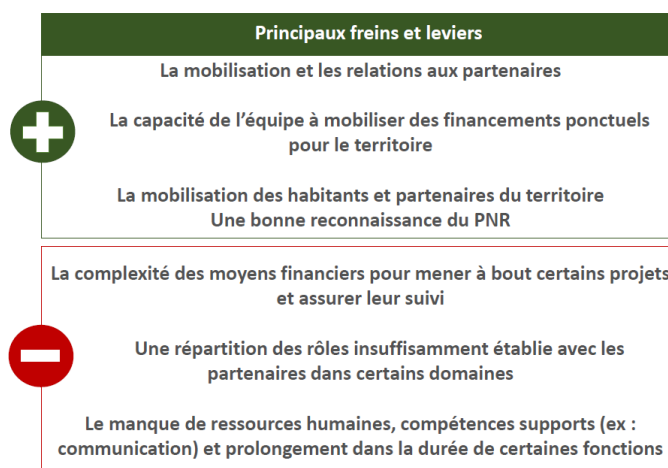 Principaux freins et leviers
La mobilisation et les relations aux partenaires
La capacité de l'équipe à mobiliser des financements ponctuels
pour le territoire
La mobilisation des habitants et partenaires du territoire
Une bonne reconnaissance du PNR
La complexité des moyens financiers pour mener à bout certains projets
et assurer leur suivi
Une répartition des rôles insuffisamment établie avec les
partenaires dans certains domaines
Le manque de ressources humaines, compétences supports (ex :
communication) et prolongement dans la durée de certaines fonctions